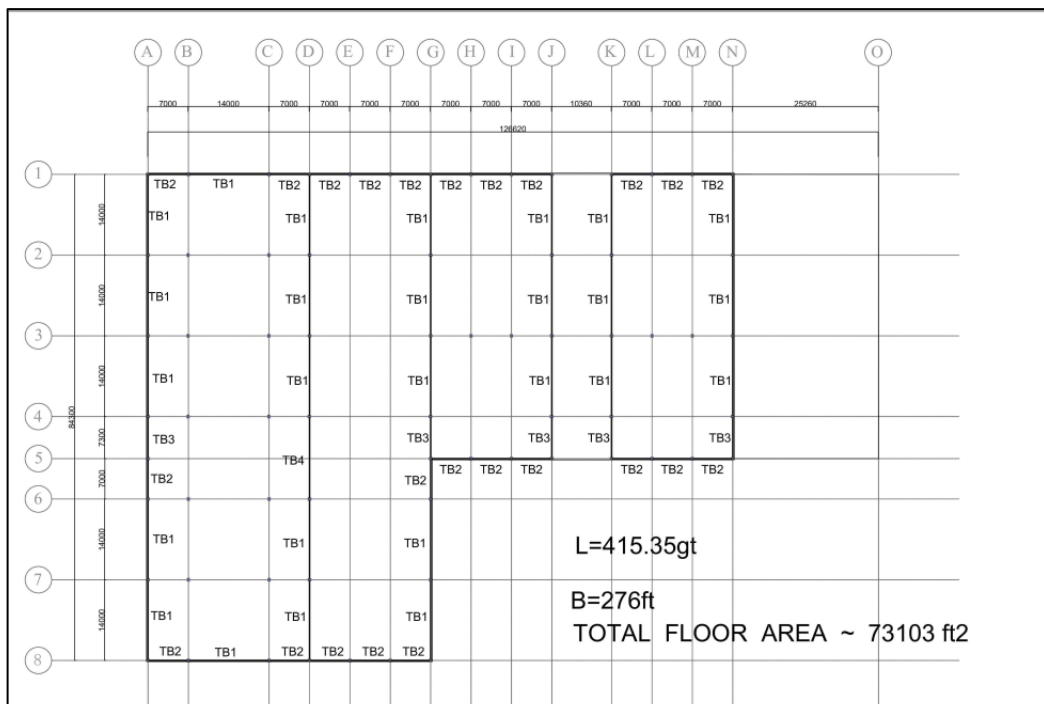 A B C D E F G H I J K L M N O
7000 14000 7000 7000 7000 7000 7000 7000 7000 10360 7000 7000 7000 25260
126620
1
TB2 TB1 TB2 TB2 TB2 TB2 TB2 TB2 TB2 TB2 TB2 TB2
14000 TB1 TB1 TB1 TB1 TB1 TB1
2
14000 TB1 TB1 TB1 TB1 TB1 TB1
3
14000 TB1 TB1 TB1 TB1 TB1 TB1
84300
4
7300 TB3 TB3 TB3 TB3 TB3
5
TB4
TB2 TB2 TB2 TB2 TB2 TB2
7000 TB2 TB2
6
14000 TB1 TB1 TB1
L=415.35gt
7
B=276ft
14000 TB1 TB1 TB1
TOTAL FLOOR AREA ~ 73103 ft2
TB2 TB1 TB2 TB2 TB2 TB2
8